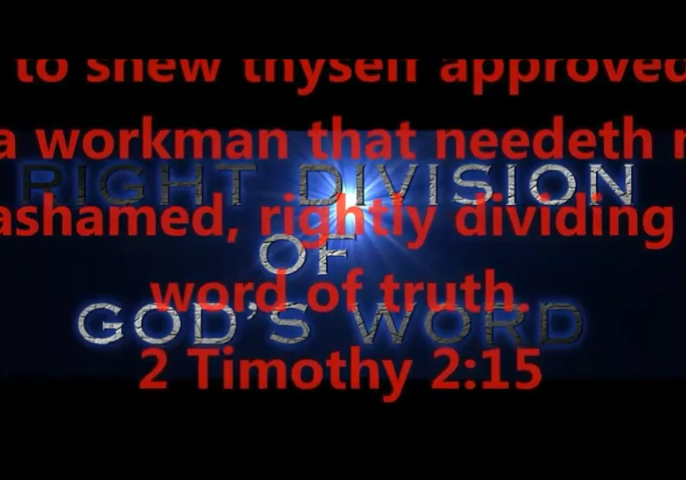 to shew thyself approved
a workman that needeth
ashamed, rightly dividing
word of truth.
2 Timothy 2:15
RIGHT DIVISION
OF
GOD'S WORD